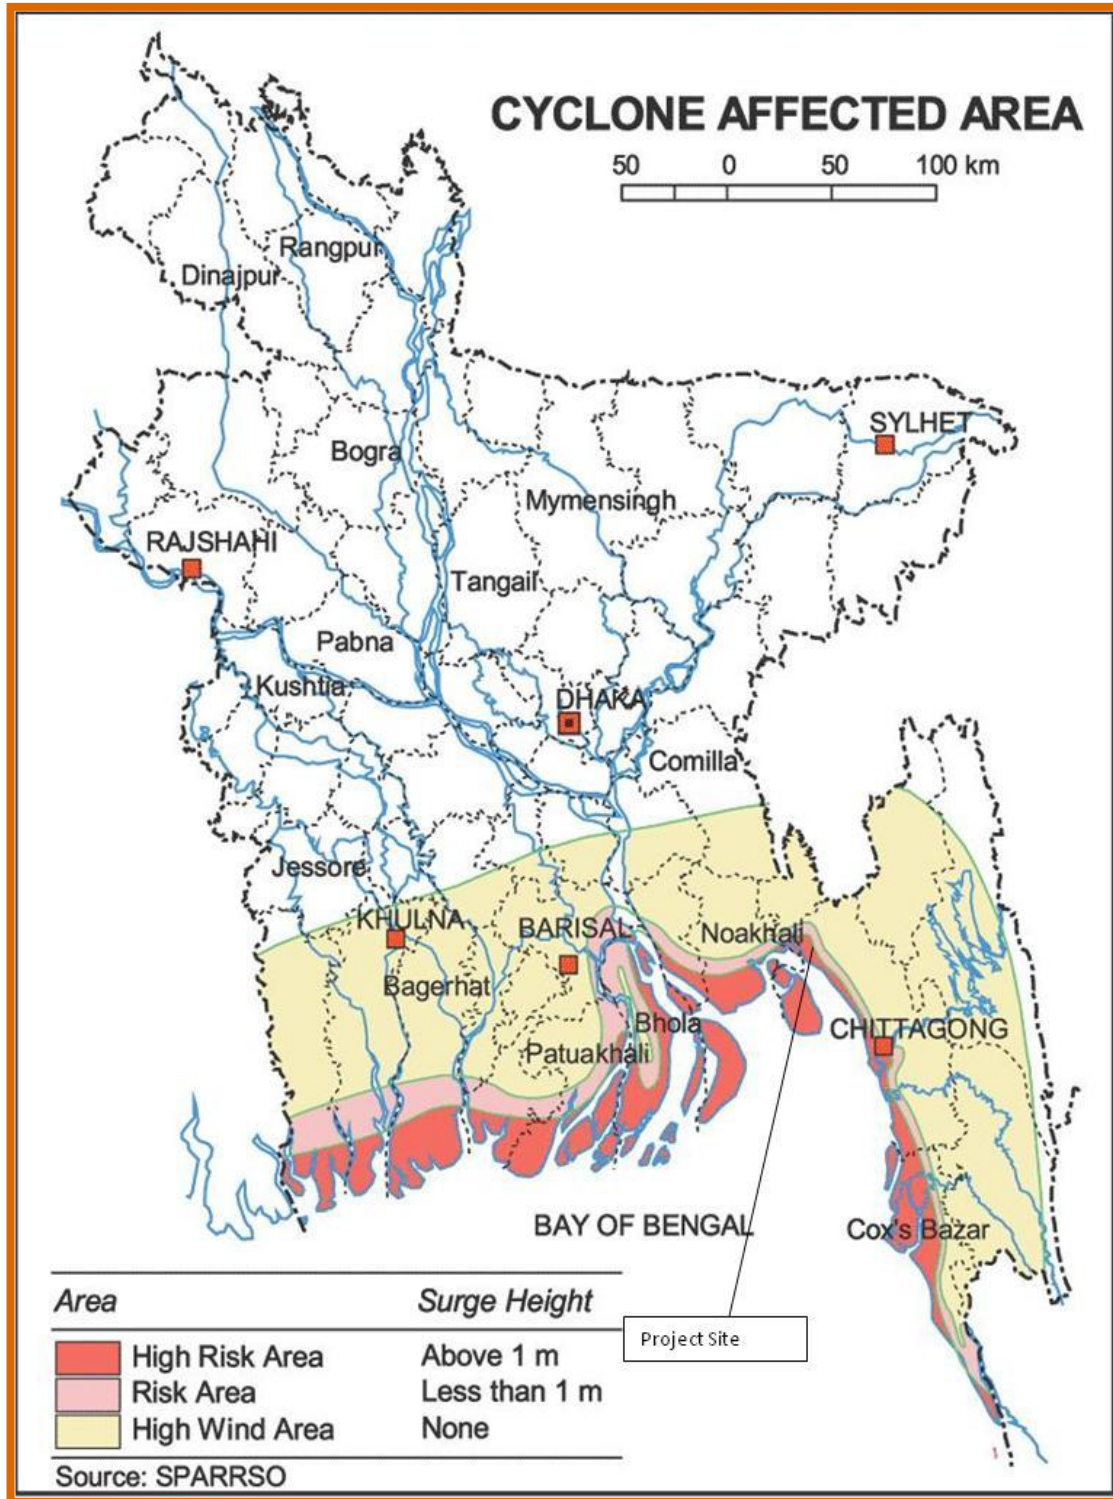 CYCLONE AFFECTED AREA
50 0 50 100 km
Rangpur
Dinajpur
SYLHET
Bogra
Mymensingh
RAJSHAHI
Tangail
Pabna
Kushtia
DHAKA
Comilla
Jessore
KHULNA
BARISAL
Noakhali
Bagerhat
Bhola
CHITTAGONG
Patuakhali
BAY OF BENGAL
Cox's Bazar
Area Surge Height
Project Site
High Risk Area Above 1 m
Risk Area Less than 1 m
High Wind Area None
Source: SPARRSO